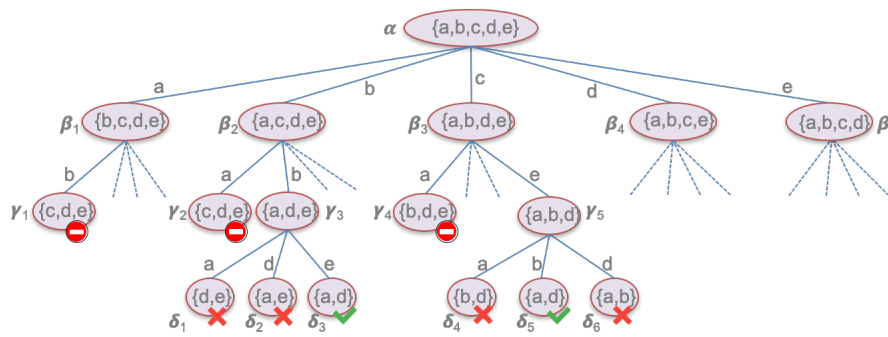 α {a,b,c,d,e}
a b c d e
β₁ {b,c,d,e} β₂ {a,c,d,e} β₃ {a,b,d,e} β₄ {a,b,c,e} {a,b,c,d} β
b a b a e
γ₁ {c,d,e} γ₂ {c,d,e} {a,d,e} γ₃ γ₄ {b,d,e} {a,b,d} γ₅
a d e a b d
{d,e} {a,e} {a,d} {b,d} {a,d} {a,b}
δ₁ δ₂ δ₃ δ₄ δ₅ δ₆